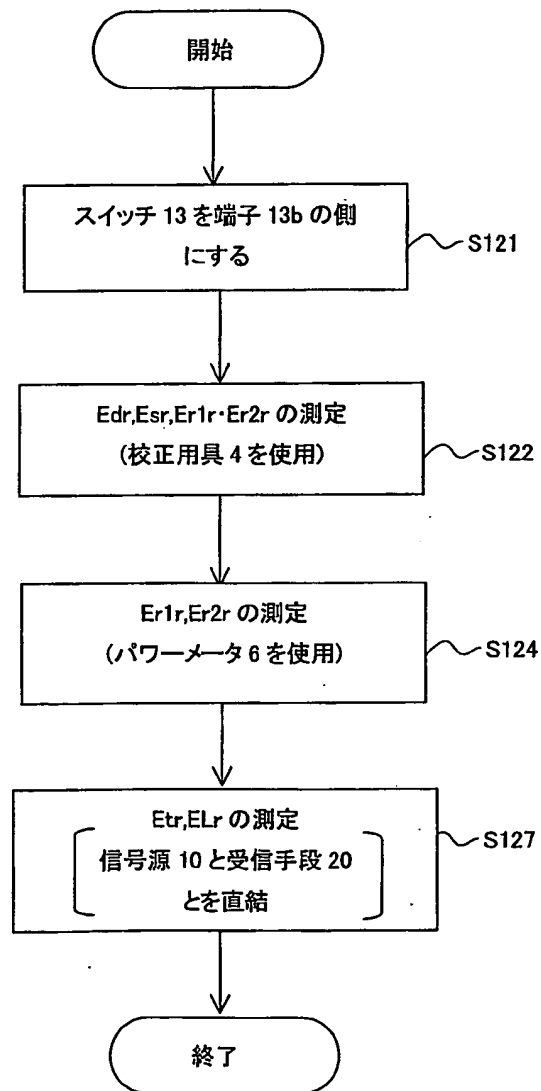 開始
スイッチ 13 を端子 13b の側
にする
S121
Edr,Esr,Er1r・Er2r の測定
(校正用具 4 を使用)
S122
Er1r,Er2r の測定
(パワーメータ 6 を使用)
S124
Etr,ELr の測定
信号源 10 と受信手段 20
とを直結
S127
終了